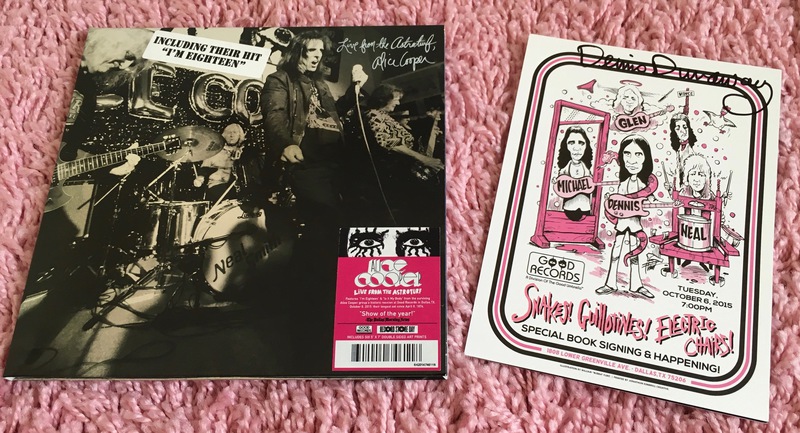 INCLUDING THEIR HIT
"I'M EIGHTEEN"
Live from the Astroturf,
Alice Cooper
E COO
Neal
Alice
Cooper
LIVE FROM THE ASTROTURF
"Show of the year!"
RECORD STORE DAY
Dennis Dunaway
GLEN
MICHAEL
DENNIS
NEAL
GOOD
RECORDS
TUESDAY,
OCTOBER 6, 2015
7:00PM
SNAKES! GUILLOTINES! ELECTRIC
CHAIRS!
SPECIAL BOOK SIGNING & HAPPENING!
1808 LOWER GREENVILLE AVE. • DALLAS, TX 75206